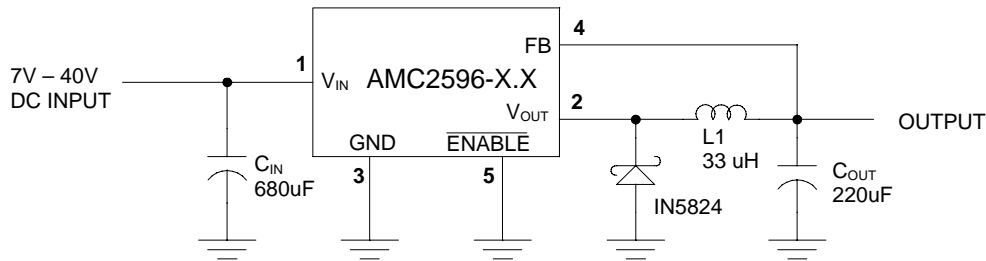 7V – 40V
DC INPUT
1
VIN
AMC2596-X.X
FB
4
VOUT
2
GND
ENABLE
3
5
CIN
680uF
L1
33 uH
IN5824
COUT
220uF
OUTPUT